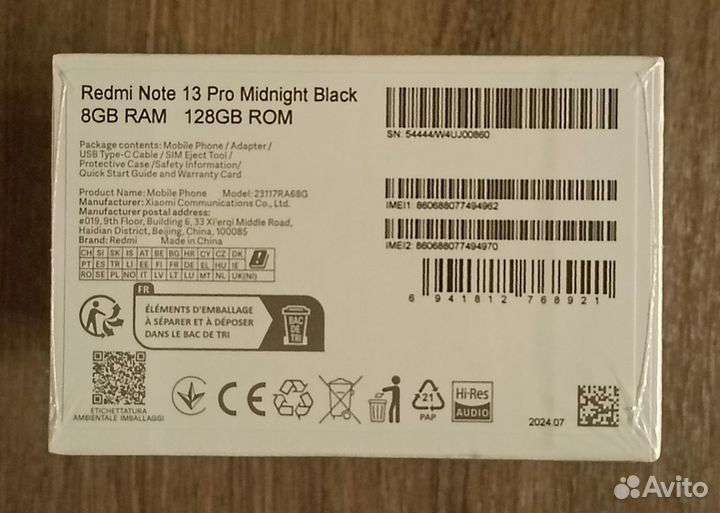 Redmi Note 13 Pro Midnight Black
8GB RAM 128GB ROM
SN: 54444/W4UJ00860
Package contents: Mobile Phone / Adapter /
USB Type-C Cable / SIM Eject Tool /
Protective Case /Safety Information/
Quick Start Guide and Warranty Card
Product Name: Mobile Phone Model: 23117RA68G
Manufacturer: Xiaomi Communications Co., Ltd.
Manufacturer postal address:
#019, 9th Floor, Building 6, 33 Xi'erqi Middle Road,
Haidian District, Beijing, China, 100085
Brand: Redmi Made in China
IMEI1 860688077494962
IMEI2: 860688077494970
6 941812 768921
CH SI SK IS AT BE BG HR CY CZ DK
PT ES TR LI EE FI FR DE EL HU IE
RO SE PL NO IT LV LT LU MT NL UK(NI)
FR
ÉLÉMENTS D'EMBALLAGE
À SÉPARER ET À DÉPOSER
DANS LE BAC DE TRI
BAC
DE
TRI
ETICHETTATURA
AMBIENTALE IMBALLAGGI
CE
21
PAP
Hi-Res
AUDIO
2024.07
Avito